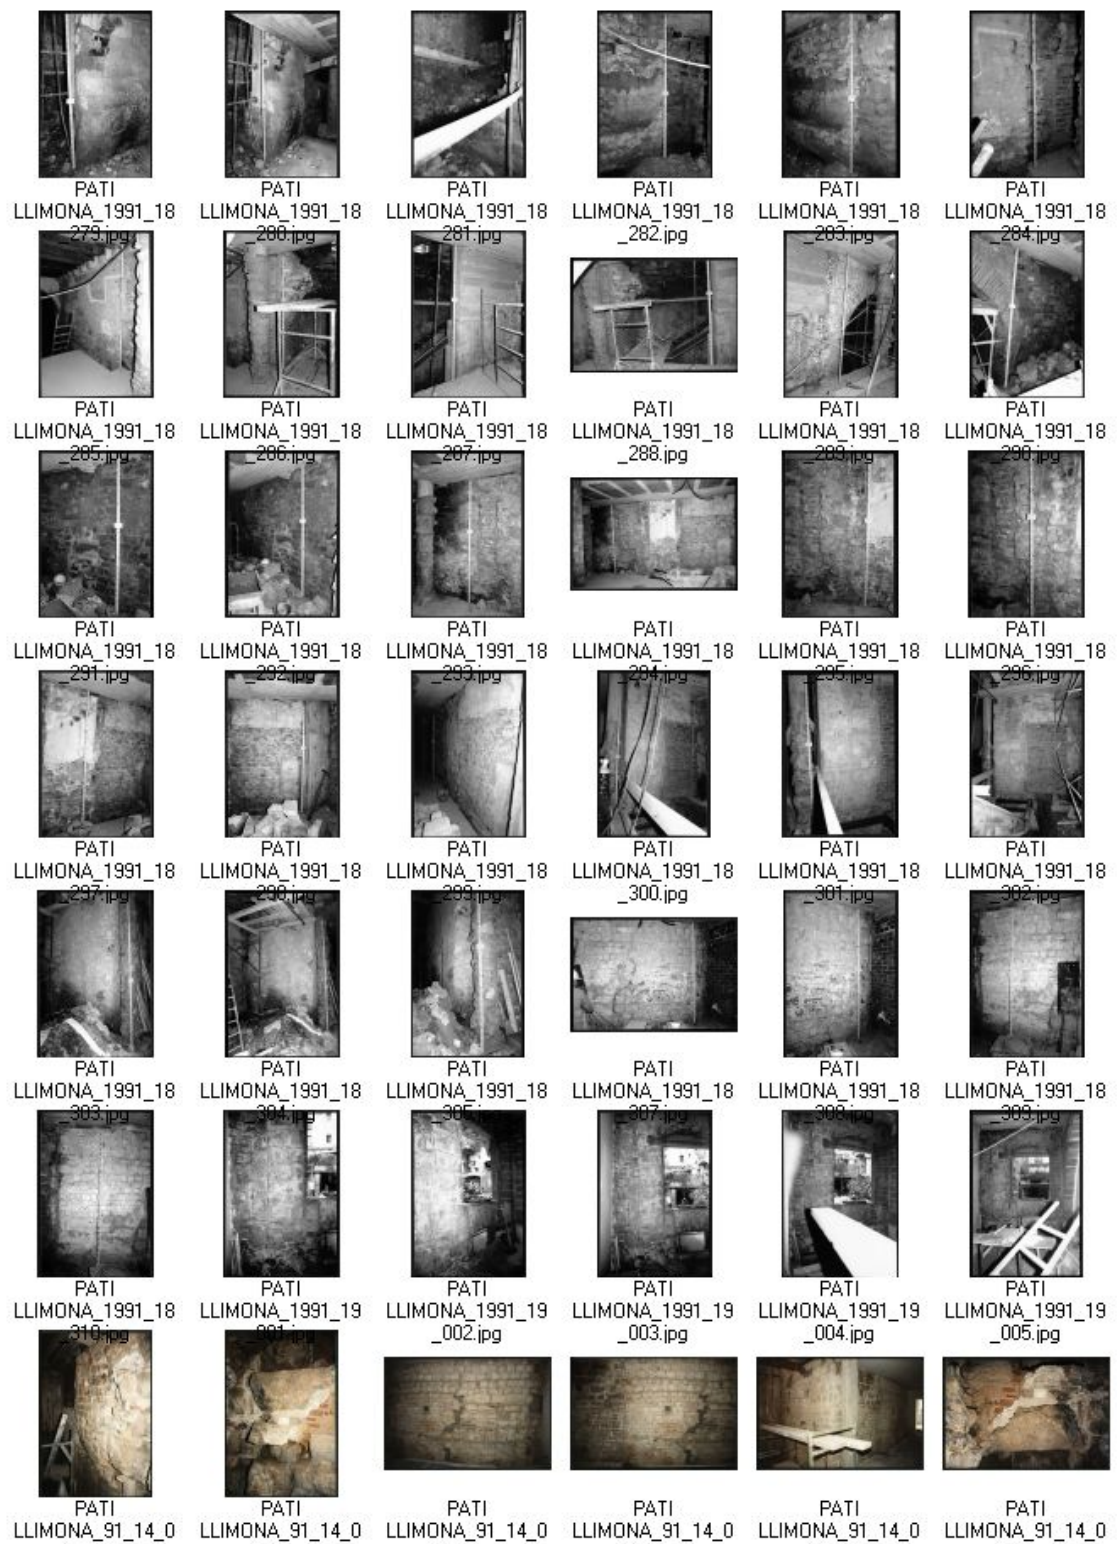 PATI PATI PATI PATI PATI PATI
LLIMONA_1991_18 LLIMONA_1991_18 LLIMONA_1991_18 LLIMONA_1991_18 LLIMONA_1991_18 LLIMONA_1991_18
_279.jpg _280.jpg _281.jpg _282.jpg _283.jpg _284.jpg
PATI PATI PATI PATI PATI PATI
LLIMONA_1991_18 LLIMONA_1991_18 LLIMONA_1991_18 LLIMONA_1991_18 LLIMONA_1991_18 LLIMONA_1991_18
_285.jpg _286.jpg _287.jpg _288.jpg _289.jpg _290.jpg
PATI PATI PATI PATI PATI PATI
LLIMONA_1991_18 LLIMONA_1991_18 LLIMONA_1991_18 LLIMONA_1991_18 LLIMONA_1991_18 LLIMONA_1991_18
_291.jpg _292.jpg _293.jpg _294.jpg _295.jpg _296.jpg
PATI PATI PATI PATI PATI PATI
LLIMONA_1991_18 LLIMONA_1991_18 LLIMONA_1991_18 LLIMONA_1991_18 LLIMONA_1991_18 LLIMONA_1991_18
_297.jpg _298.jpg _299.jpg _300.jpg _301.jpg _302.jpg
PATI PATI PATI PATI PATI PATI
LLIMONA_1991_18 LLIMONA_1991_18 LLIMONA_1991_18 LLIMONA_1991_18 LLIMONA_1991_18 LLIMONA_1991_18
_303.jpg _304.jpg _305.jpg _307.jpg _308.jpg _309.jpg
PATI PATI PATI PATI PATI PATI
LLIMONA_1991_18 LLIMONA_1991_19 LLIMONA_1991_19 LLIMONA_1991_19 LLIMONA_1991_19 LLIMONA_1991_19
_310.jpg _001.jpg _002.jpg _003.jpg _004.jpg _005.jpg
PATI PATI PATI PATI PATI PATI
LLIMONA_91_14_0 LLIMONA_91_14_0 LLIMONA_91_14_0 LLIMONA_91_14_0 LLIMONA_91_14_0 LLIMONA_91_14_0